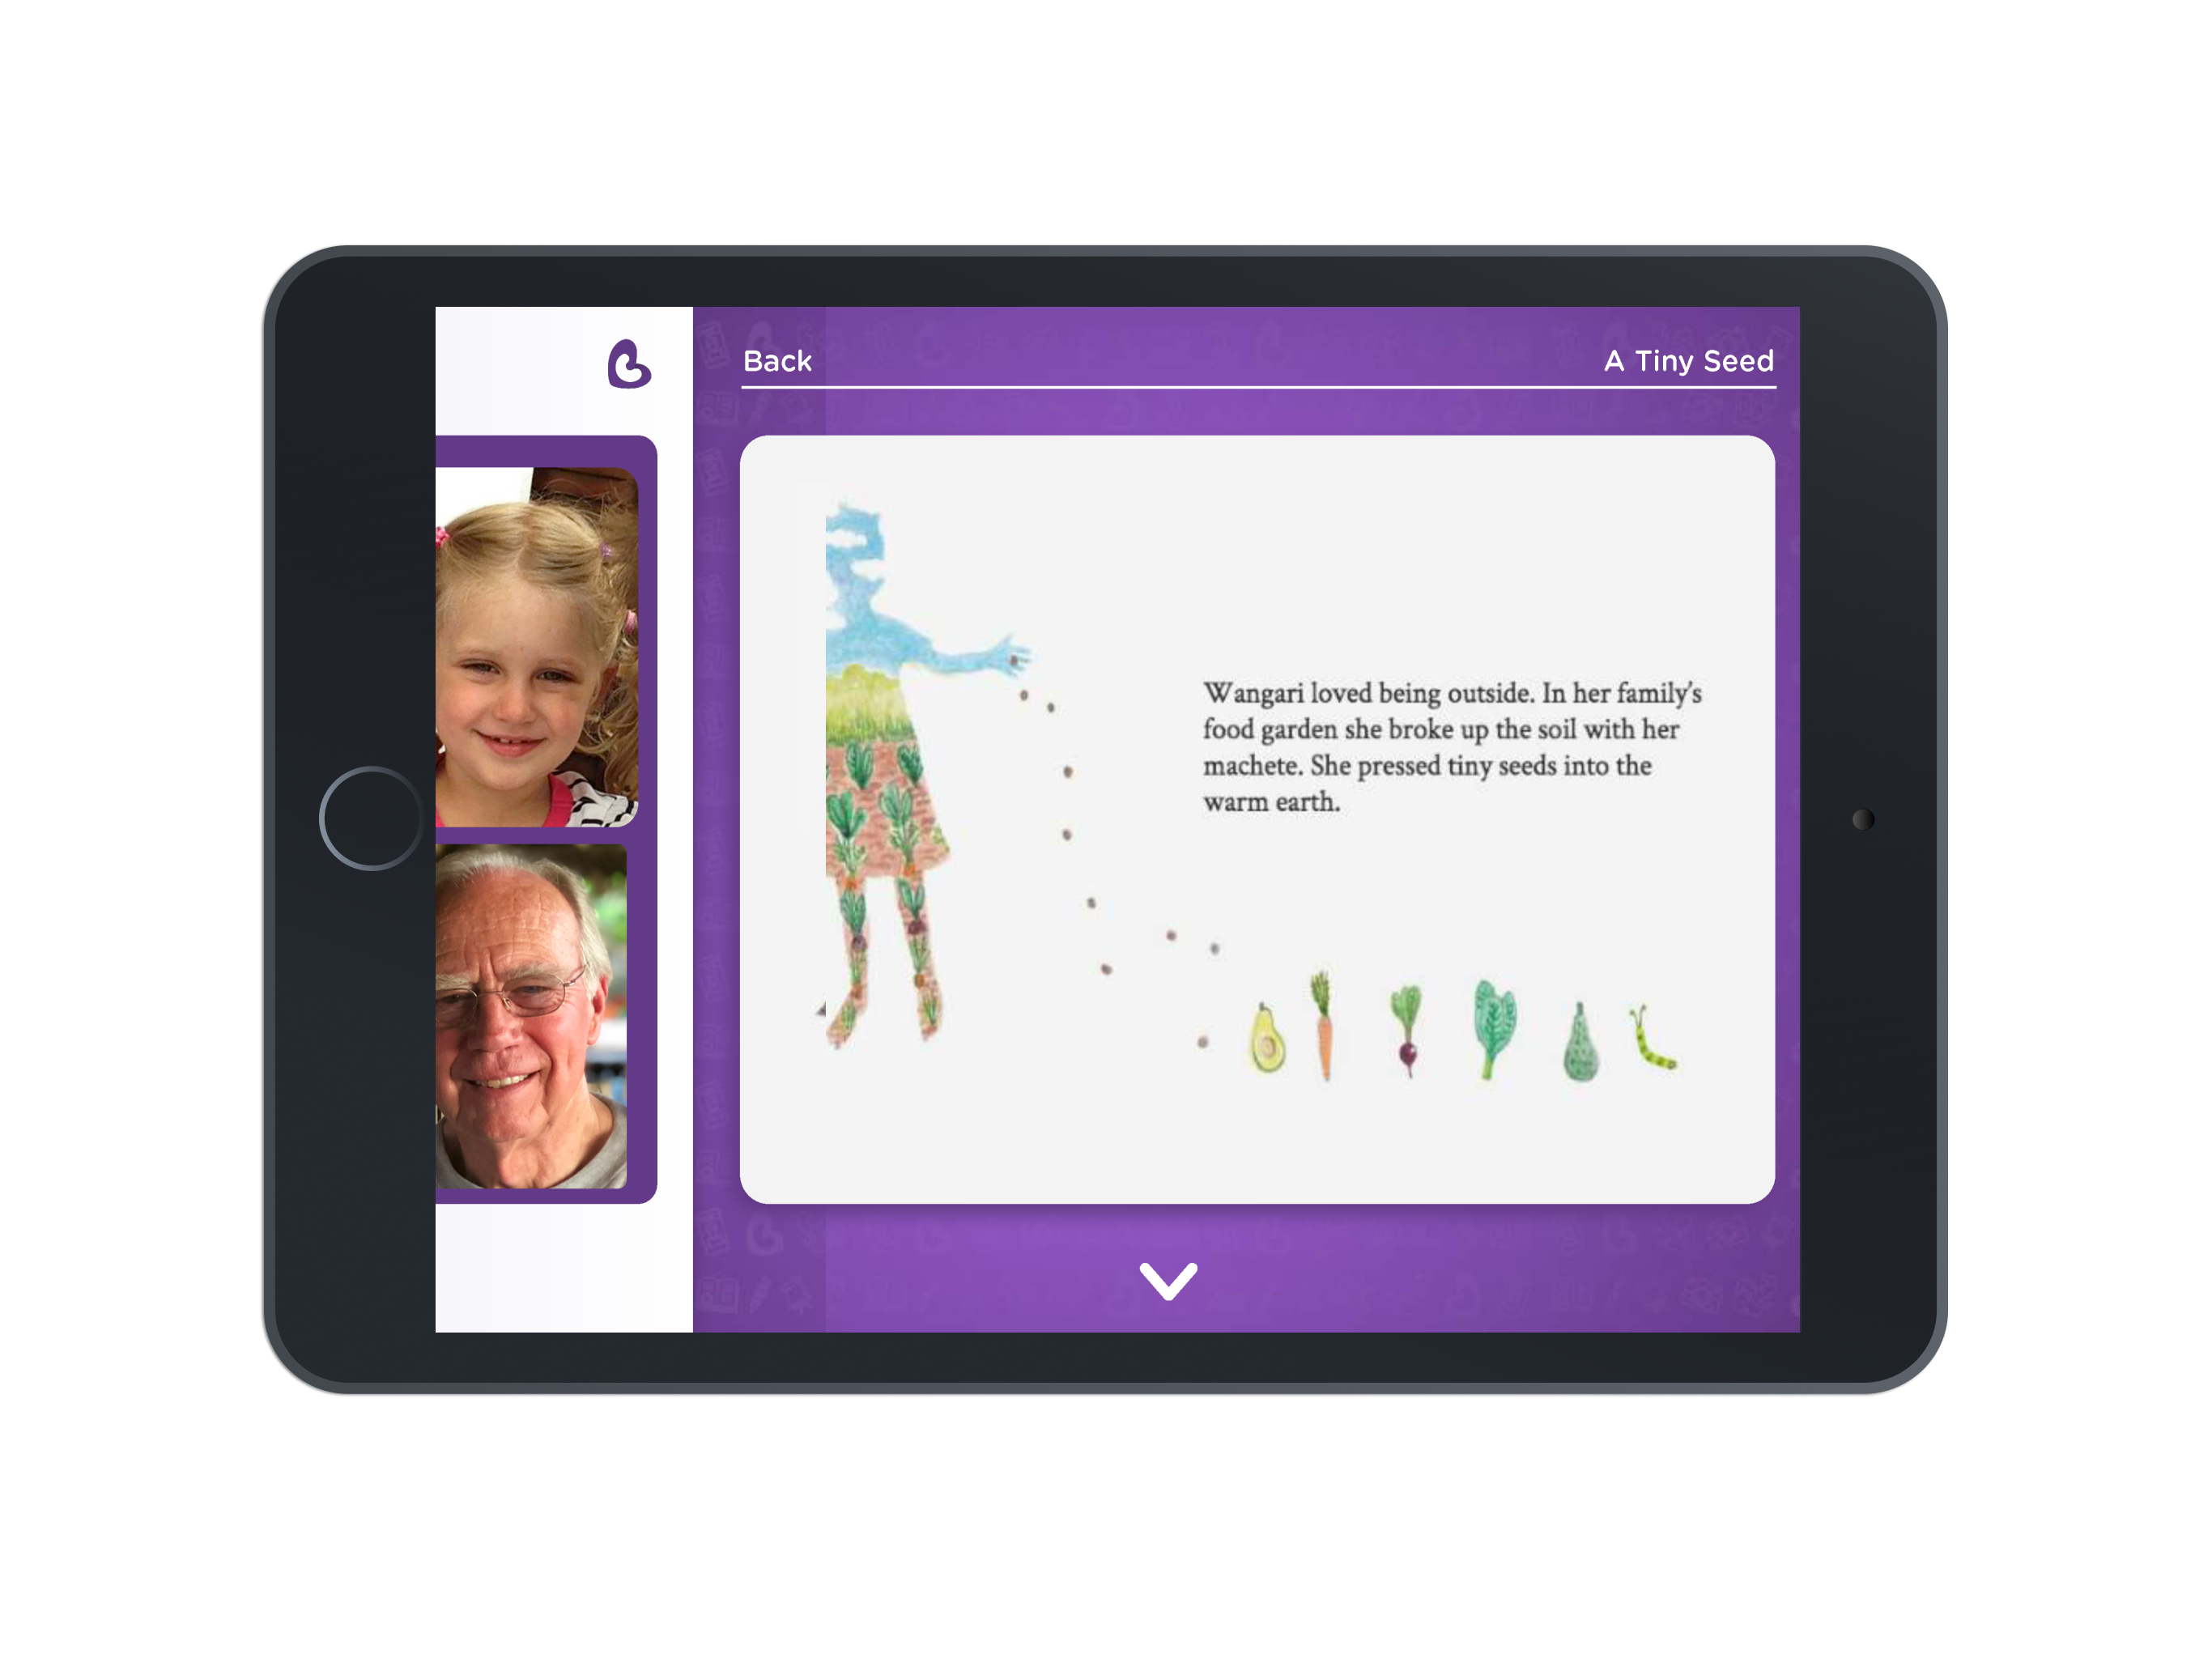 Back
A Tiny Seed
Wangari loved being outside. In her family’s
food garden she broke up the soil with her
machete. She pressed tiny seeds into the
warm earth.